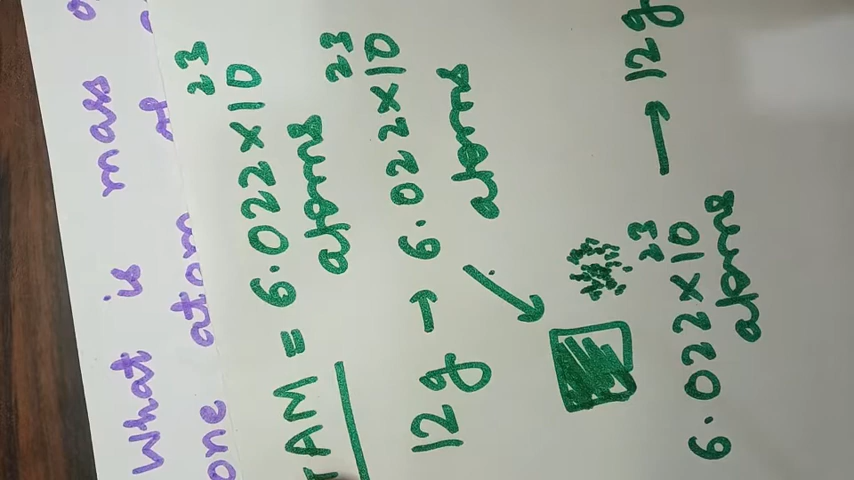 What is mass
one atom
TAM = 6.022×10²³
atoms
12g → 6.022×10²³
atoms
6.022×10²³ → 12g
atoms